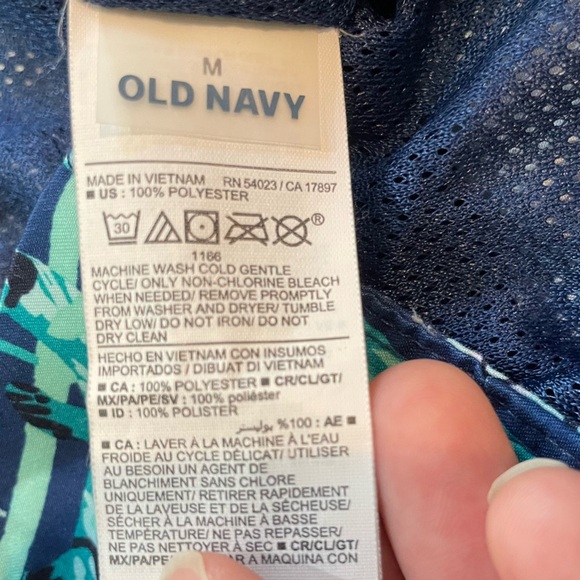 M
OLD NAVY
MADE IN VIETNAM RN 54023 / CA 17897
■ US : 100% POLYESTER
30 ®
1166
MACHINE WASH COLD GENTLE
CYCLE/ ONLY NON-CHLORINE BLEACH
WHEN NEEDED/ REMOVE PROMPTLY
FROM WASHER AND DRYER/ TUMBLE
DRY LOW/ DO NOT IRON/ DO NOT
DRY CLEAN
HECHO EN VIETNAM CON INSUMOS
IMPORTADOS / DIBUAT DI VIETNAM
■ CA : 100% POLYESTER ■ CR/CL/GT/
MX/PA/PE/SV : 100% poliéster
■ ID : 100% POLISTER
■ AE : 100% بوليستر
■ CA : LAVER À LA MACHINE À L'EAU
FROIDE AU CYCLE DÉLICAT/ UTILISER
AU BESOIN UN AGENT DE
BLANCHIMENT SANS CHLORE
UNIQUEMENT/ RETIRER RAPIDEMENT
DE LA LAVEUSE ET DE LA SÉCHEUSE/
SÉCHER À LA MACHINE À BASSE
TEMPÉRATURE/ NE PAS REPASSER/
NE PAS NETTOYER À SEC ■ CR/CL/GT/
MX/PA/PE A MAQUINA CON